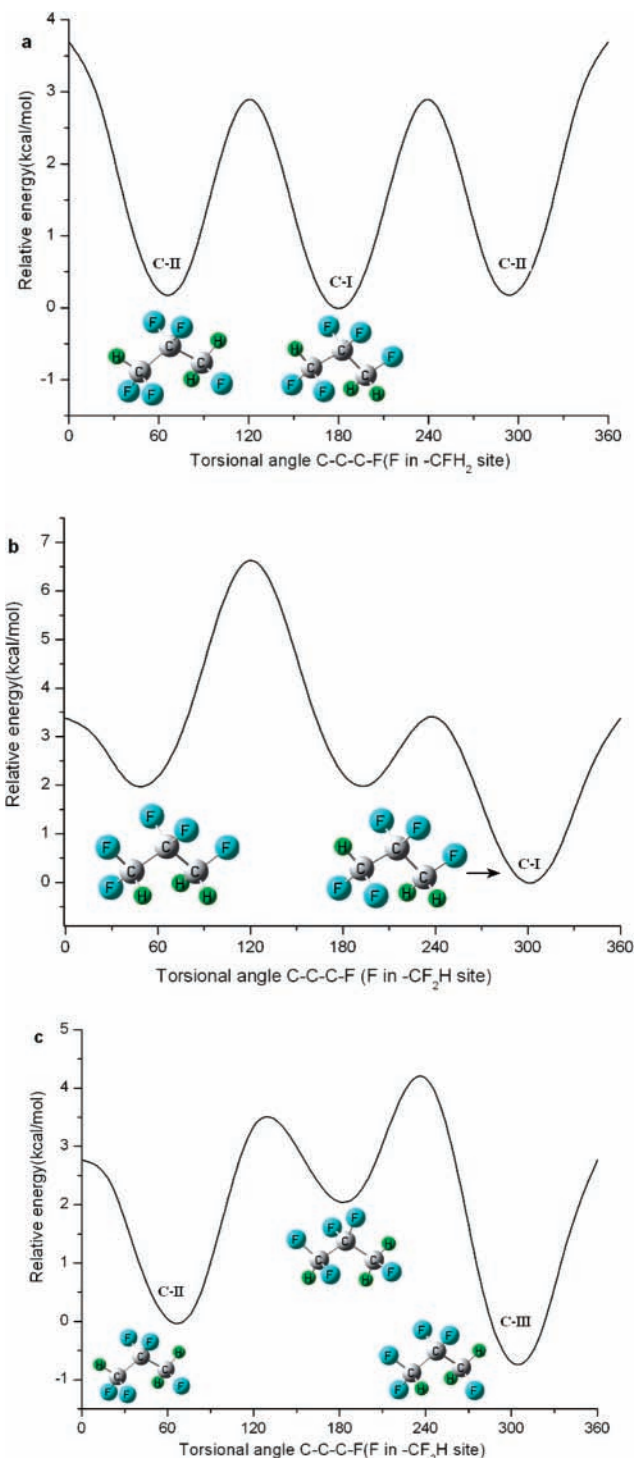 a
Relative energy(kcal/mol)
4
3
2
1
0
-1
C-II
C-I
C-II
F F H H C C C H F F F
F F H F C C C F F H H
0 60 120 180 240 300 360
Torsional angle C-C-C-F(F in -CFH₂ site)
b
Relative energy(kcal/mol)
7
6
5
4
3
2
1
0
F F F F C C C F H H H
F F H F C C C F F H H
C-I
0 60 120 180 240 300 360
Torsional angle C-C-C-F (F in -CF₂H site)
c
Relative energy(kcal/mol)
5
4
3
2
1
0
-1
C-II
F F F H C C C H F H F
C-III
F F H H C C C H F F F
F F F H C C C F H H F
0 60 120 180 240 300 360
Torsional angle C-C-C-F(F in -CF₂H site)